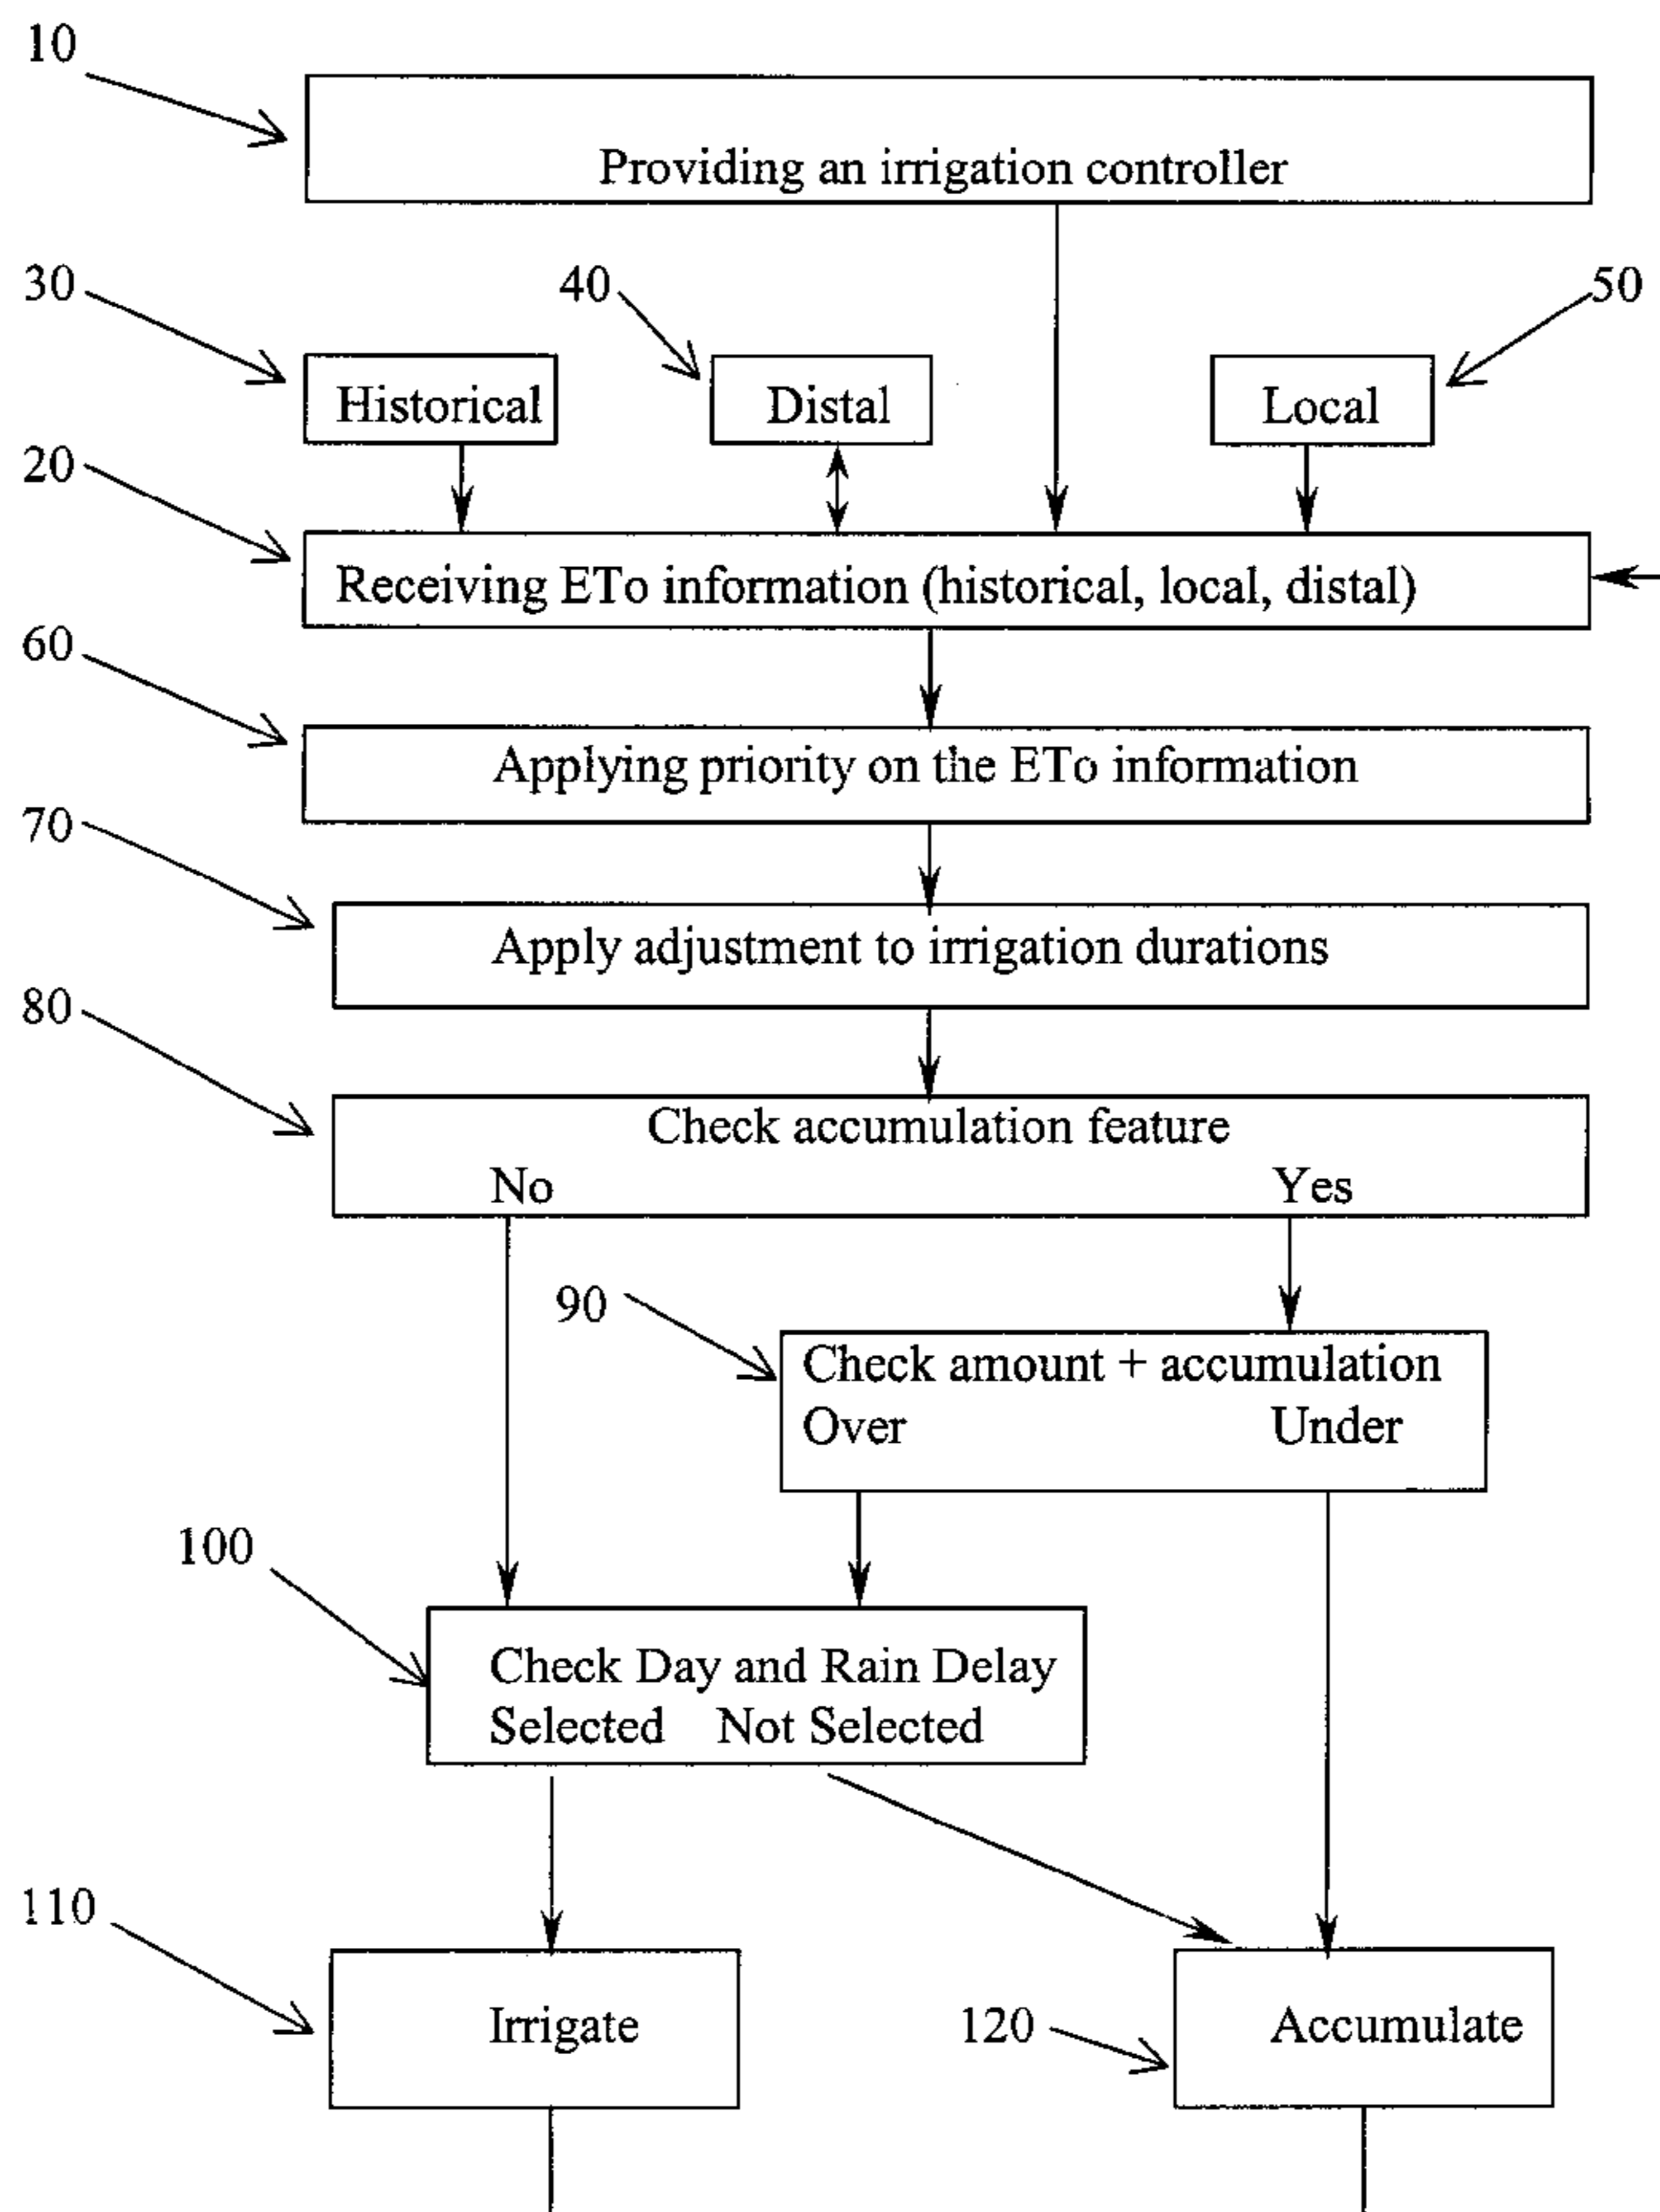 10
Providing an irrigation controller
30
40
50
Historical
Distal
Local
20
Receiving ETo information (historical, local, distal)
60
Applying priority on the ETo information
70
Apply adjustment to irrigation durations
80
Check accumulation feature
No Yes
90
Check amount + accumulation
Over Under
100
Check Day and Rain Delay
Selected Not Selected
110
Irrigate
120
Accumulate